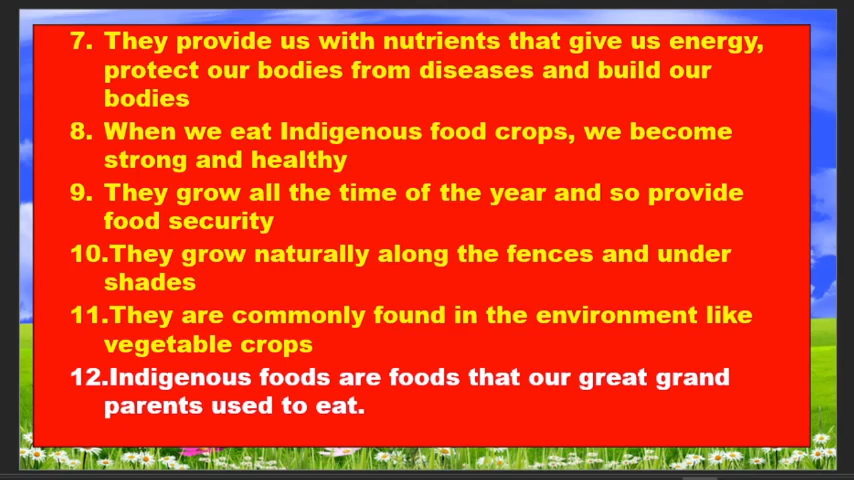 7. They provide us with nutrients that give us energy,
protect our bodies from diseases and build our
bodies
8. When we eat Indigenous food crops, we become
strong and healthy
9. They grow all the time of the year and so provide
food security
10.They grow naturally along the fences and under
shades
11.They are commonly found in the environment like
vegetable crops
12.Indigenous foods are foods that our great grand
parents used to eat.